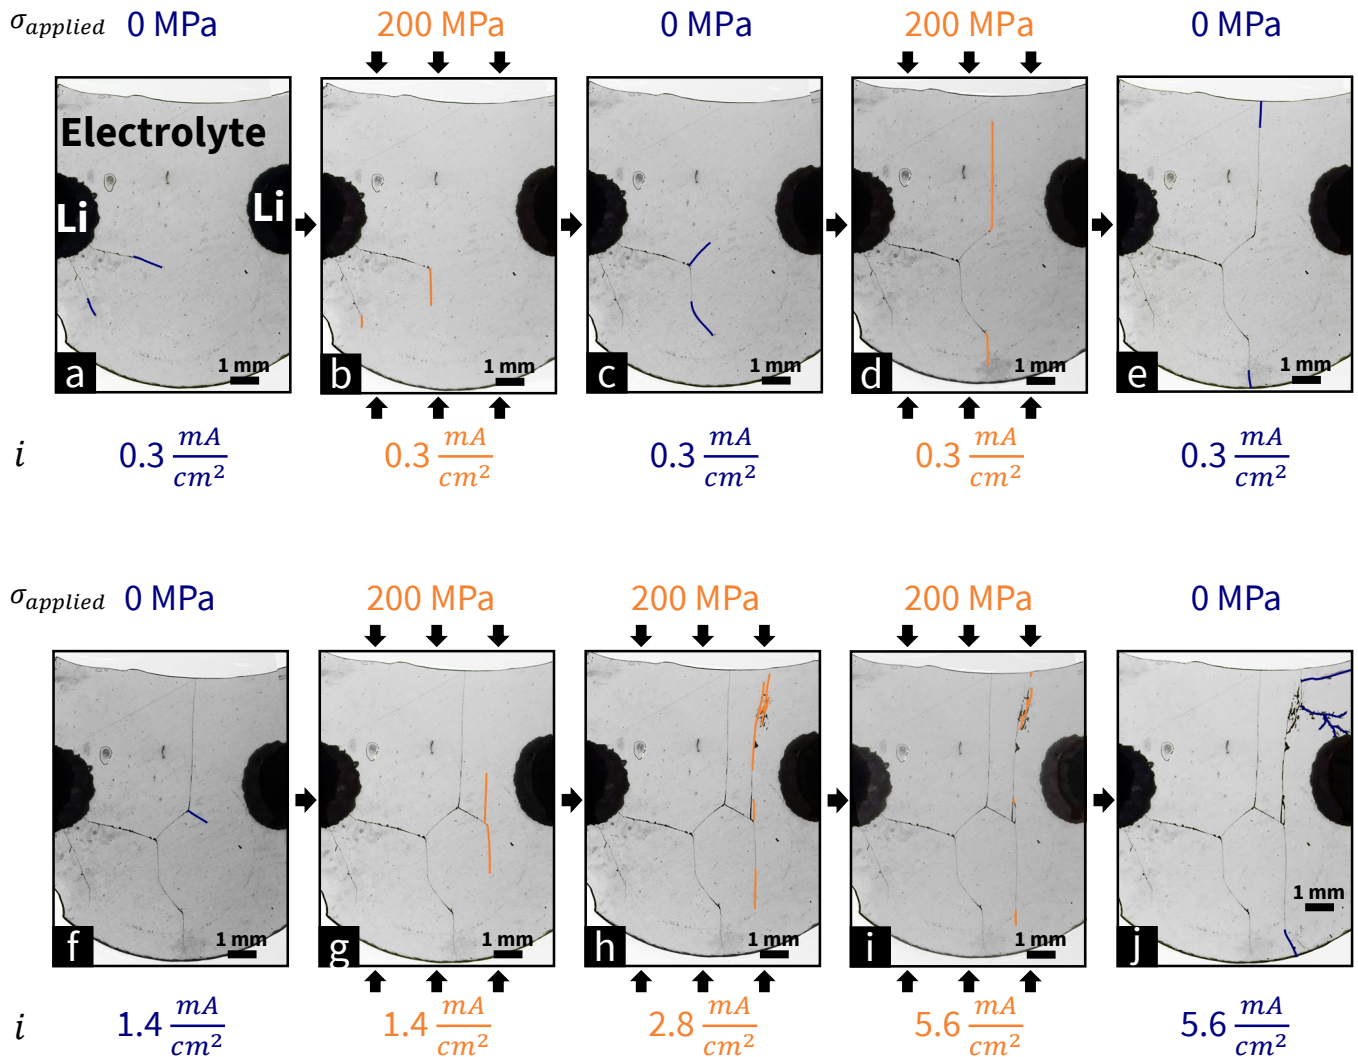 σapplied 0 MPa 200 MPa 0 MPa 200 MPa 0 MPa
Electrolyte
Li Li
1 mm 1 mm 1 mm 1 mm 1 mm
a b c d e
i 0.3 mA/cm² 0.3 mA/cm² 0.3 mA/cm² 0.3 mA/cm² 0.3 mA/cm²
σapplied 0 MPa 200 MPa 200 MPa 200 MPa 0 MPa
1 mm
1 mm 1 mm 1 mm 1 mm
f g h i j
i 1.4 mA/cm² 1.4 mA/cm² 2.8 mA/cm² 5.6 mA/cm² 5.6 mA/cm²